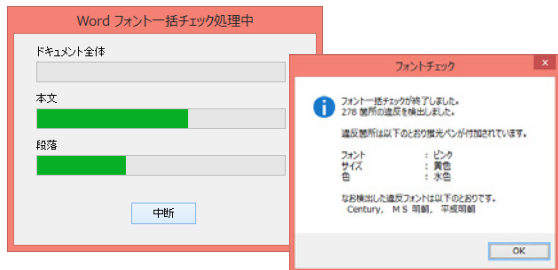 Word フォント一括チェック処理中
ドキュメント全体
本文
段落
中断
フォントチェック
x
フォント一括チェックが終了しました。
278 箇所の違反を検出しました。
違反箇所は以下のとおり蛍光ペンが付加されています。
フォント : ピンク
サイズ : 黄色
色 : 水色
なお検出した違反フォントは以下のとおりです。
Century, ＭＳ 明朝, 平成明朝
OK